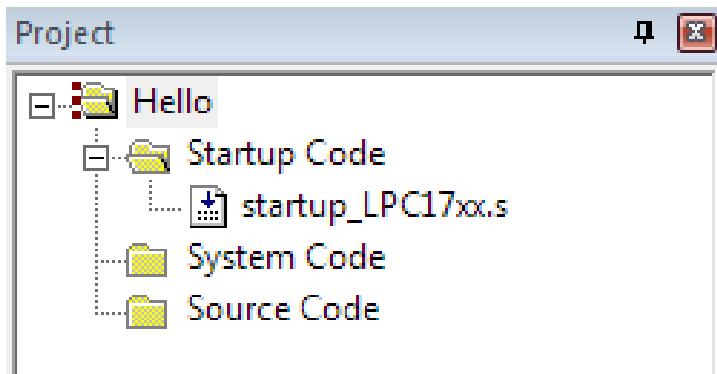 Project
Hello
Startup Code
startup_LPC17xx.s
System Code
Source Code